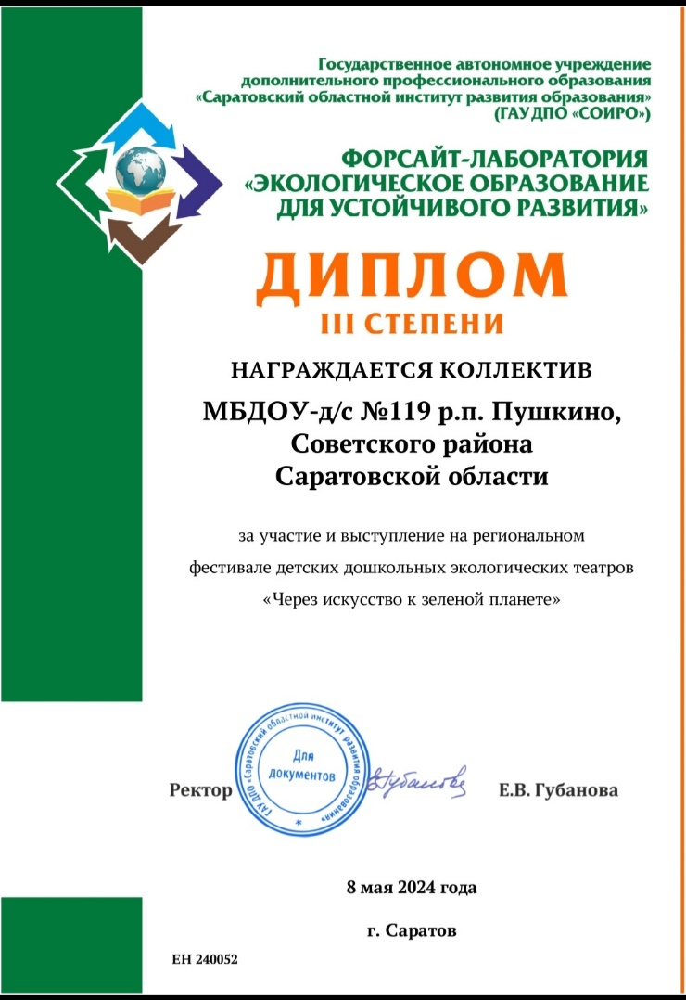 Государственное автономное учреждение
дополнительного профессионального образования
«Саратовский областной институт развития образования»
(ГАУ ДПО «СОИРО»)
ФОРСАЙТ-ЛАБОРАТОРИЯ
«ЭКОЛОГИЧЕСКОЕ ОБРАЗОВАНИЕ
ДЛЯ УСТОЙЧИВОГО РАЗВИТИЯ»
ДИПЛОМ
III СТЕПЕНИ
НАГРАЖДАЕТСЯ КОЛЛЕКТИВ
МБДОУ-д/с №119 р.п. Пушкино,
Советского района
Саратовской области
за участие и выступление на региональном
фестивале детских дошкольных экологических театров
«Через искусство к зеленой планете»
ГАУ ДПО «Саратовский областной институт развития образования»
*
Для
документов
Ректор
Е.В. Губанова
8 мая 2024 года
г. Саратов
ЕН 240052